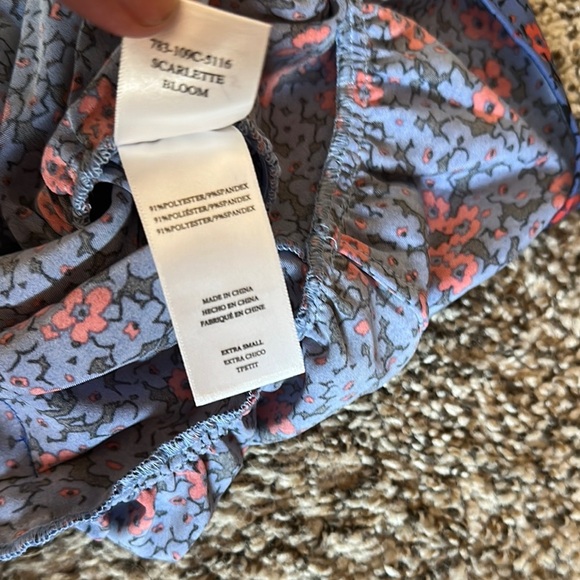 783-109C-5116
SCARLETTE
BLOOM
91%POLYESTER/9%SPANDEX
91%POLIÉSTER/9%SPANDEX
91%POLYESTER/9%SPANDEX
MADE IN CHINA
HECHO EN CHINA
FABRIQUÉ EN CHINE
EXTRA SMALL
EXTRA CHICO
TPETIT